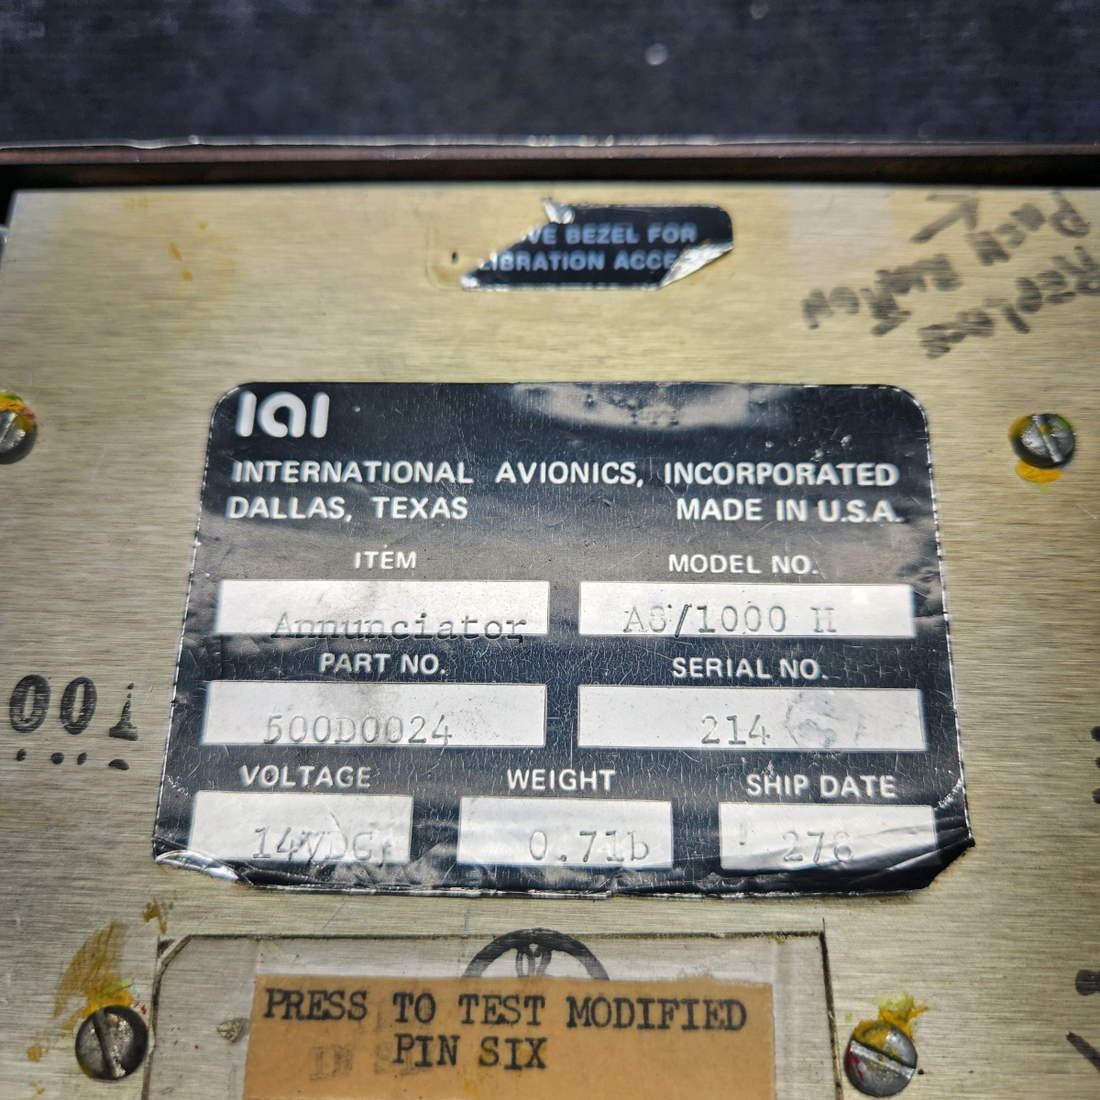 VE BEZEL FOR
IBRATION ACCE
Push Button
IAI
INTERNATIONAL AVIONICS, INCORPORATED
DALLAS, TEXAS MADE IN U.S.A.
ITEM MODEL NO.
Annunciator AS/1000 H
PART NO. SERIAL NO.
500D0024 214
VOLTAGE WEIGHT SHIP DATE
14VDC 0.7lb 276
001
PRESS TO TEST MODIFIED
PIN SIX